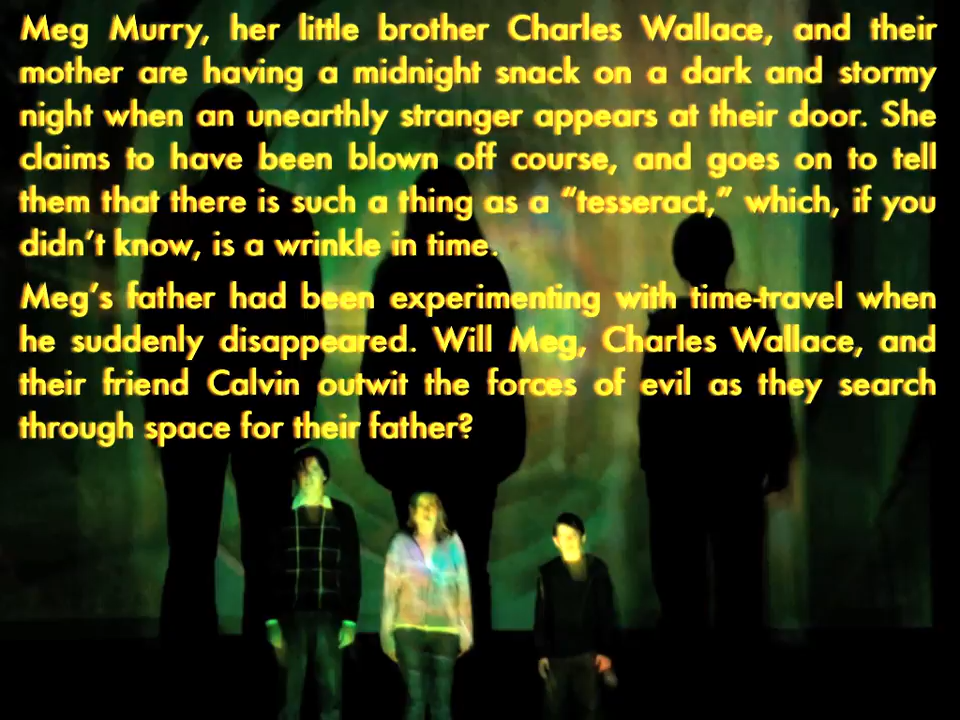 Meg Murry, her little brother Charles Wallace, and their
mother are having a midnight snack on a dark and stormy
night when an unearthly stranger appears at their door. She
claims to have been blown off course, and goes on to tell
them that there is such a thing as a “tesseract,” which, if you
didn’t know, is a wrinkle in time.
Meg’s father had been experimenting with time-travel when
he suddenly disappeared. Will Meg, Charles Wallace, and
their friend Calvin outwit the forces of evil as they search
through space for their father?